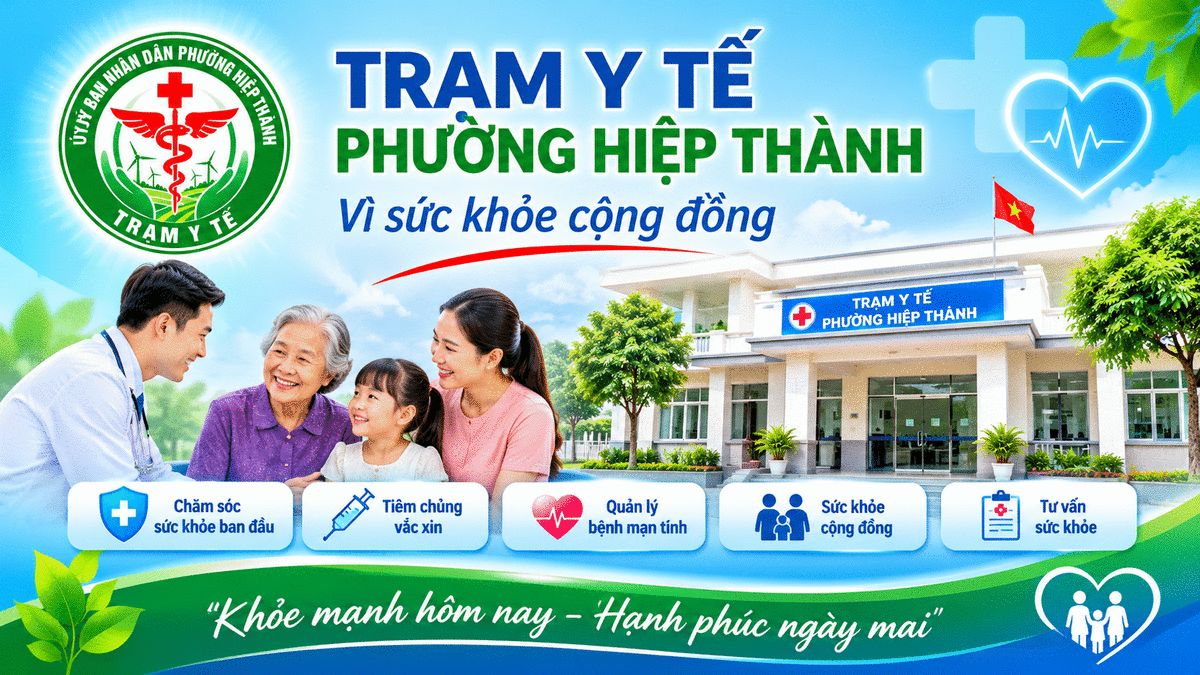 ỦYJỶ BAN NHÂN DÂN PHƯỜNG HIỆP THÀNH
TRẠM Y TẾ
TRẠM Y TẾ
PHƯỜNG HIỆP THÀNH
Vì sức khỏe cộng đồng
TRẠM Y TẾ
PHƯỜNG HIỆP THÀNH
Chăm sóc
sức khỏe ban đầu
Tiêm chủng
vắc xin
Quản lý
bệnh mạn tính
Sức khỏe
cộng đồng
Tư vấn
sức khỏe
"Khỏe mạnh hôm nay – Hạnh phúc ngày mai"